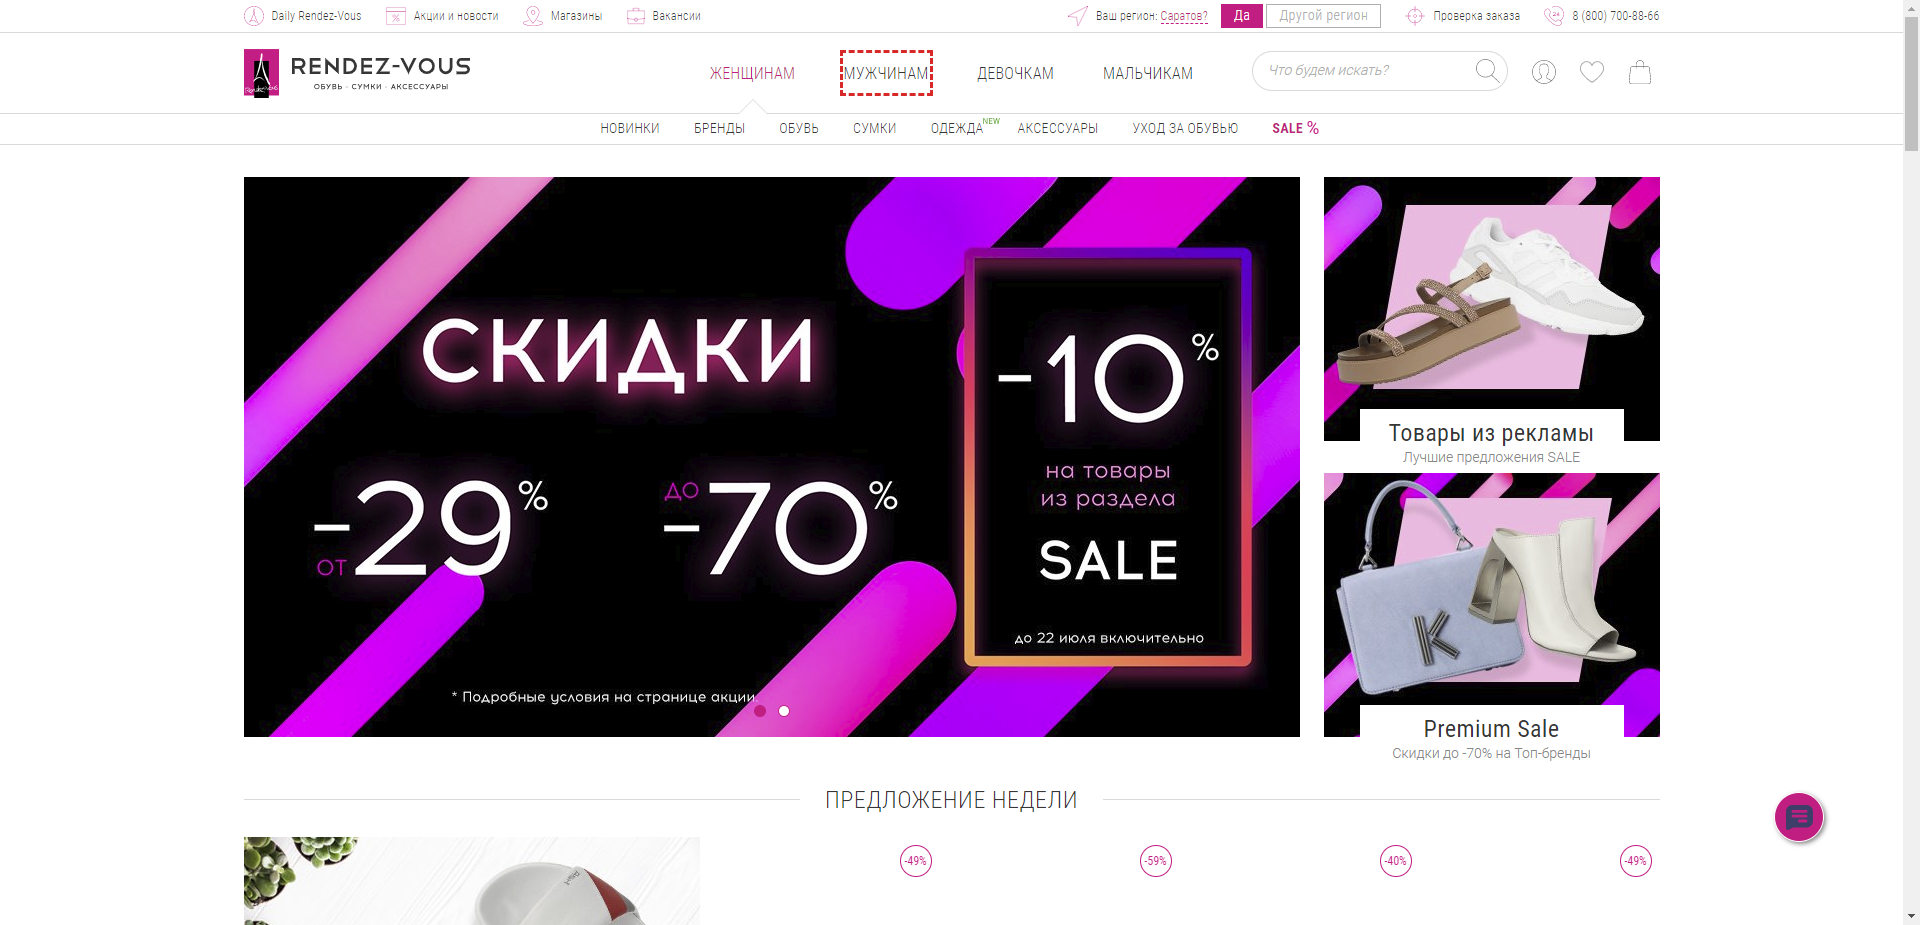 Daily Rendez-Vous
Акции и новости
Магазины
Вакансии
Ваш регион: Саратов?
Да
Другой регион
Проверка заказа
8 (800) 700-88-66
RENDEZ-VOUS
ОБУВЬ · СУМКИ · АКСЕССУАРЫ
ЖЕНЩИНАМ
МУЖЧИНАМ
ДЕВОЧКАМ
МАЛЬЧИКАМ
Что будем искать?
НОВИНКИ
БРЕНДЫ
ОБУВЬ
СУМКИ
ОДЕЖДА NEW
АКСЕССУАРЫ
УХОД ЗА ОБУВЬЮ
SALE %
СКИДКИ
от -29%
до -70%
-10%
на товары
из раздела
SALE
до 22 июля включительно
* Подробные условия на странице акции.
Товары из рекламы
Лучшие предложения SALE
K
Premium Sale
Скидки до -70% на Топ-бренды
ПРЕДЛОЖЕНИЕ НЕДЕЛИ
-49%
-59%
-40%
-49%